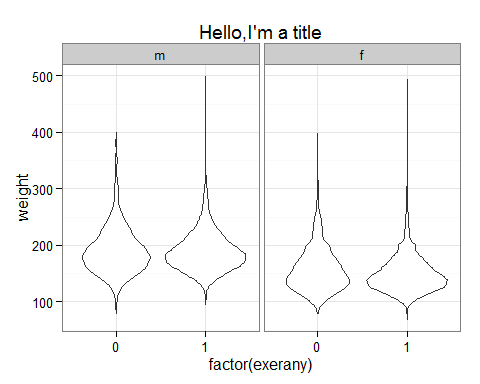 Hello,I'm a title
m
f
500
400
300
200
100
weight
0
1
0
1
factor(exerany)